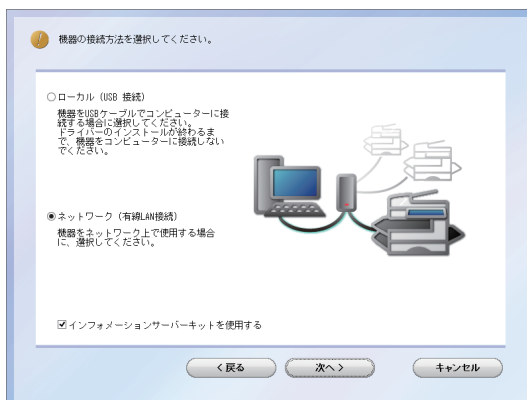 機器の接続方法を選択してください。
ローカル（USB 接続）
機器をUSBケーブルでコンピューターに接
続する場合に選択してください。
ドライバーのインストールが終わるま
で、機器をコンピューターに接続しない
でください。
ネットワーク（有線LAN接続）
機器をネットワーク上で使用する場合
に、選択してください。
インフォメーションサーバーキットを使用する
< 戻る
次へ >
キャンセル